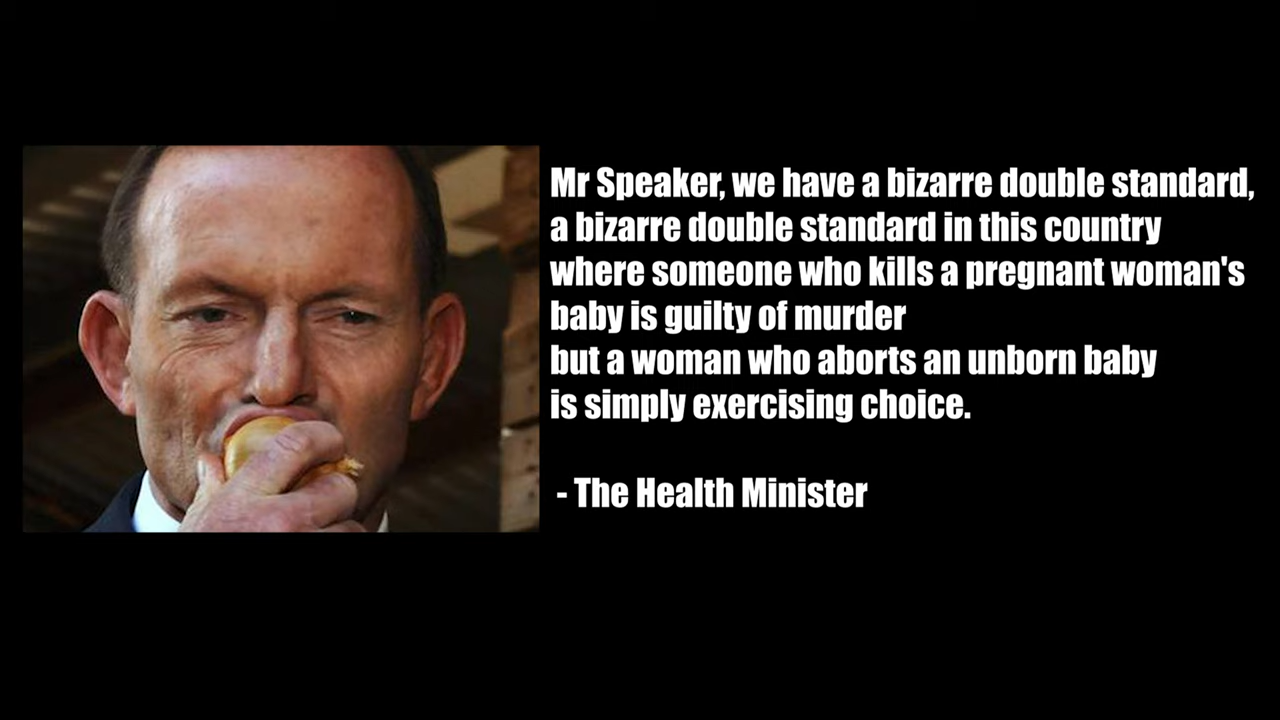 Mr Speaker, we have a bizarre double standard,
a bizarre double standard in this country
where someone who kills a pregnant woman's
baby is guilty of murder
but a woman who aborts an unborn baby
is simply exercising choice.
- The Health Minister